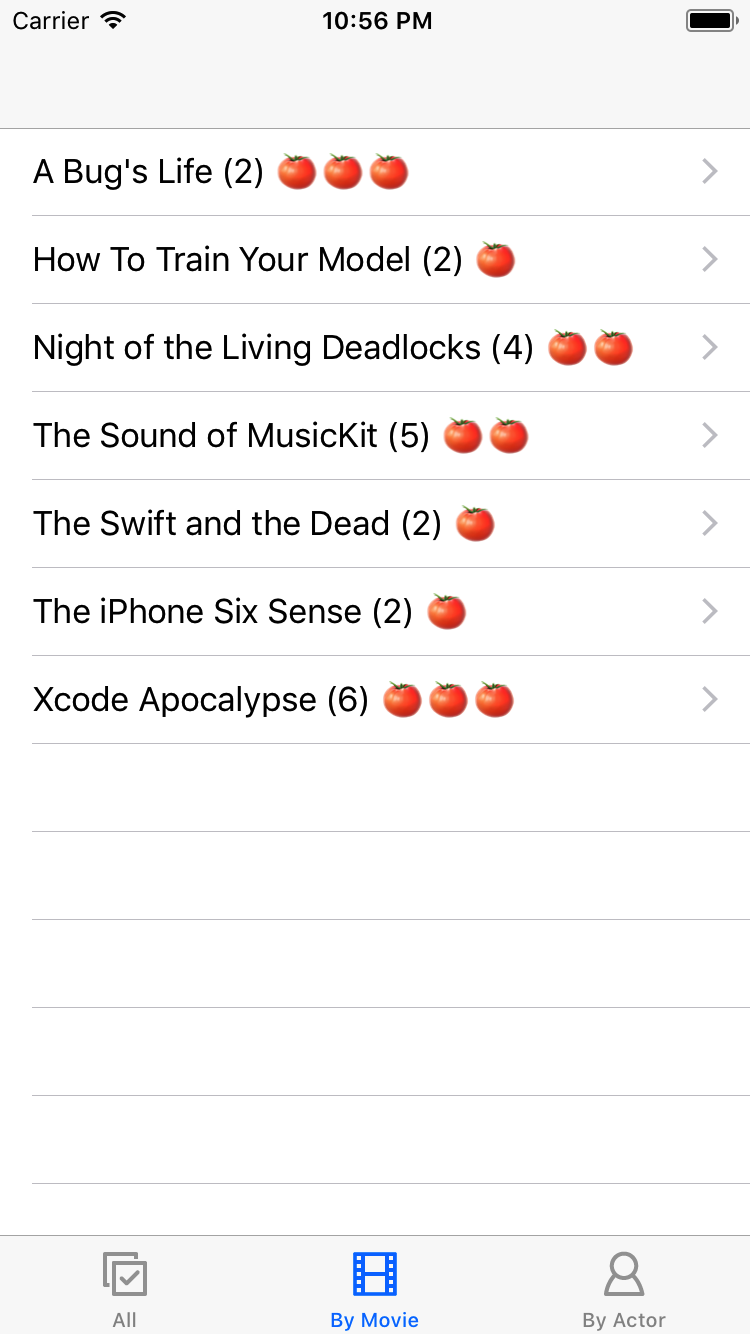 Carrier 10:56 PM
A Bug's Life (2) 🍅🍅🍅
How To Train Your Model (2) 🍅
Night of the Living Deadlocks (4) 🍅🍅
The Sound of MusicKit (5) 🍅🍅
The Swift and the Dead (2) 🍅
The iPhone Six Sense (2) 🍅
Xcode Apocalypse (6) 🍅🍅🍅
All By Movie By Actor